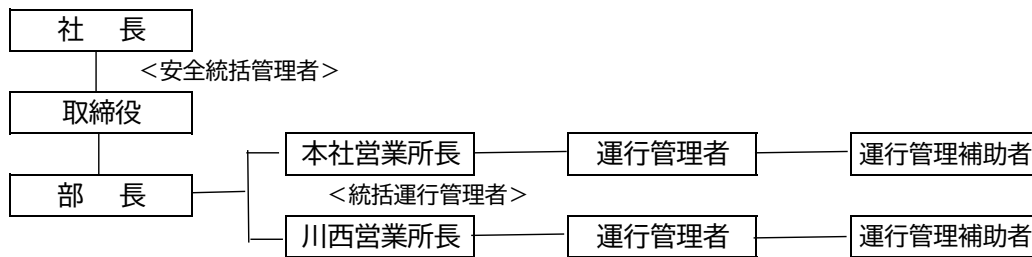 社　長
＜安全統括管理者＞
取締役
本社営業所長　運行管理者　運行管理補助者
部　長　＜統括運行管理者＞
川西営業所長　運行管理者　運行管理補助者